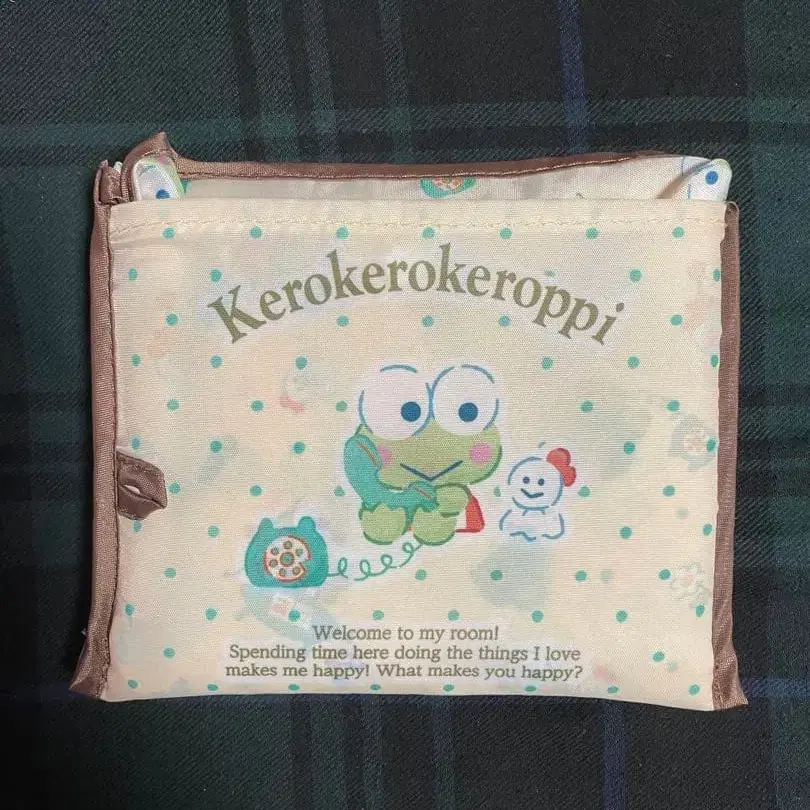 Kerokerokeroppi
Welcome to my room!
Spending time here doing the things I love
makes me happy! What makes you happy?